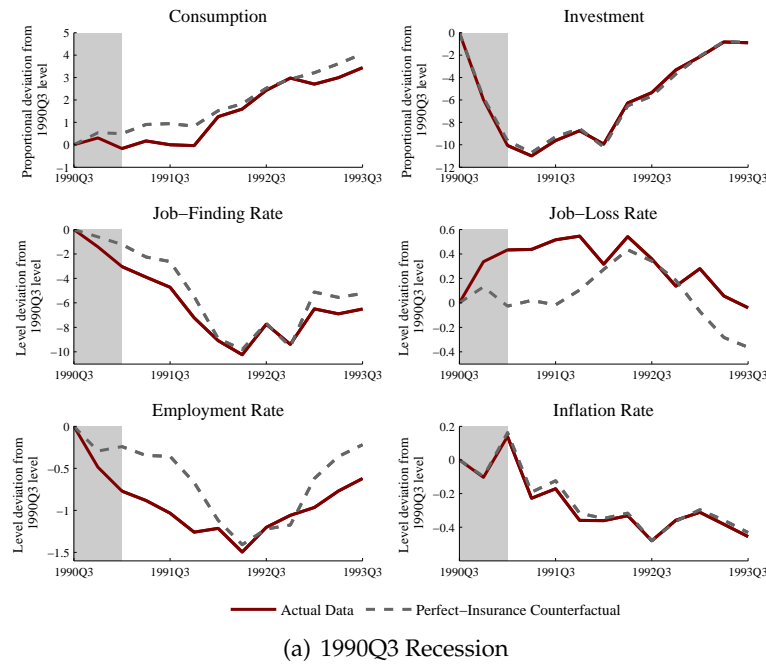 Consumption
Proportional deviation from
1990Q3 level
5
4
3
2
1
0
−1
1990Q3
1991Q3
1992Q3
1993Q3
Investment
Proportional deviation from
1990Q3 level
0
−2
−4
−6
−8
−10
−12
1990Q3
1991Q3
1992Q3
1993Q3
Job−Finding Rate
Level deviation from
1990Q3 level
0
−2
−4
−6
−8
−10
1990Q3
1991Q3
1992Q3
1993Q3
Job−Loss Rate
Level deviation from
1990Q3 level
0.6
0.4
0.2
0
−0.2
−0.4
1990Q3
1991Q3
1992Q3
1993Q3
Employment Rate
Level deviation from
1990Q3 level
0
−0.5
−1
−1.5
1990Q3
1991Q3
1992Q3
1993Q3
Inflation Rate
Level deviation from
1990Q3 level
0.2
0
−0.2
−0.4
1990Q3
1991Q3
1992Q3
1993Q3
Actual Data
Perfect−Insurance Counterfactual
(a) 1990Q3 Recession